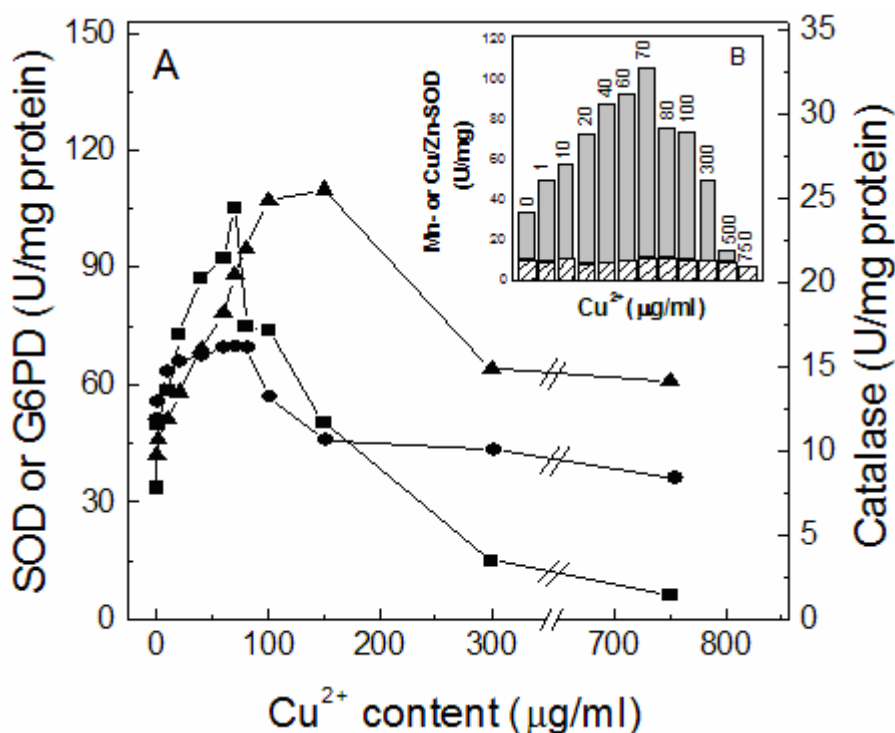 A
SOD or G6PD (U/mg protein)
150
120
90
60
30
0
0 100 200 300 700 800
Cu²⁺ content (µg/ml)
35
30
25
20
15
10
5
0
Catalase (U/mg protein)
B
Mn- or Cu/Zn-SOD
(U/mg)
120
100
80
60
40
20
0
0 1 10 20 40 60 70 80 100 300 500 750
Cu²⁺ (µg/ml)